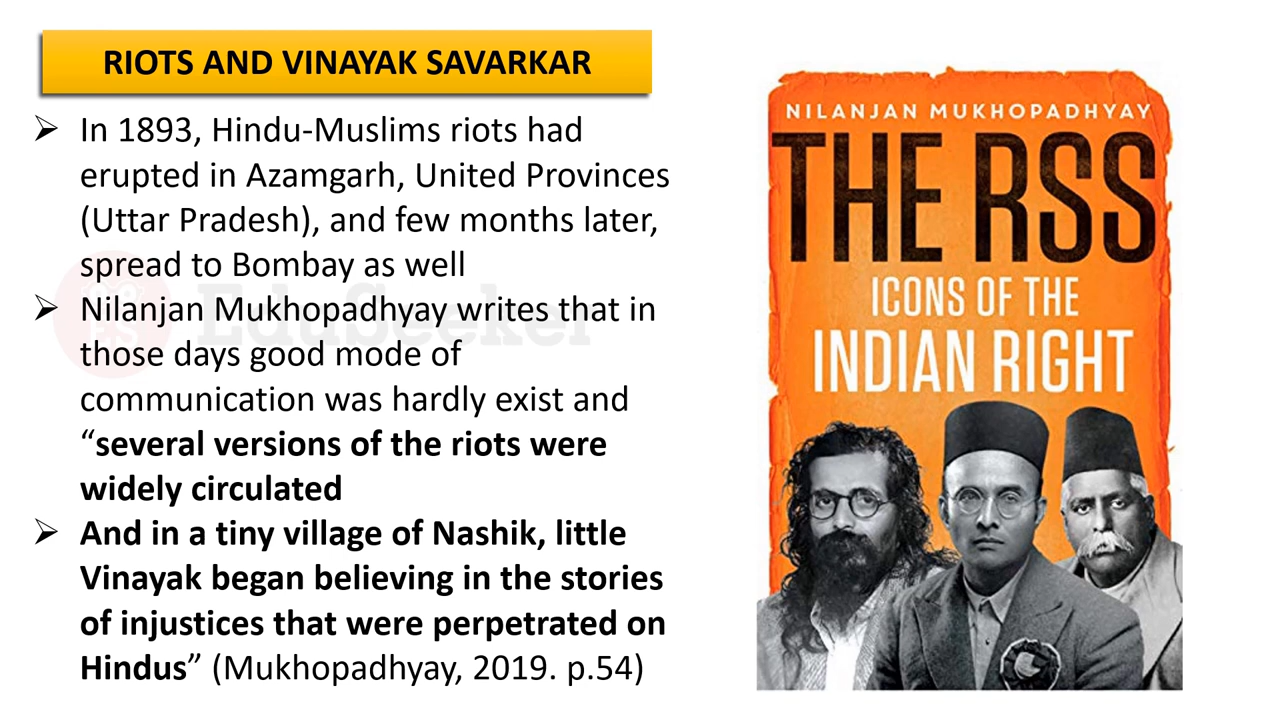 RIOTS AND VINAYAK SAVARKAR
➢ In 1893, Hindu-Muslims riots had
erupted in Azamgarh, United Provinces
(Uttar Pradesh), and few months later,
spread to Bombay as well
➢ Nilanjan Mukhopadhyay writes that in
those days good mode of
communication was hardly exist and
“several versions of the riots were
widely circulated
➢ And in a tiny village of Nashik, little
Vinayak began believing in the stories
of injustices that were perpetrated on
Hindus” (Mukhopadhyay, 2019. p.54)
EduSeeker
NILANJAN MUKHOPADHYAY
THE RSS
ICONS OF THE
INDIAN RIGHT